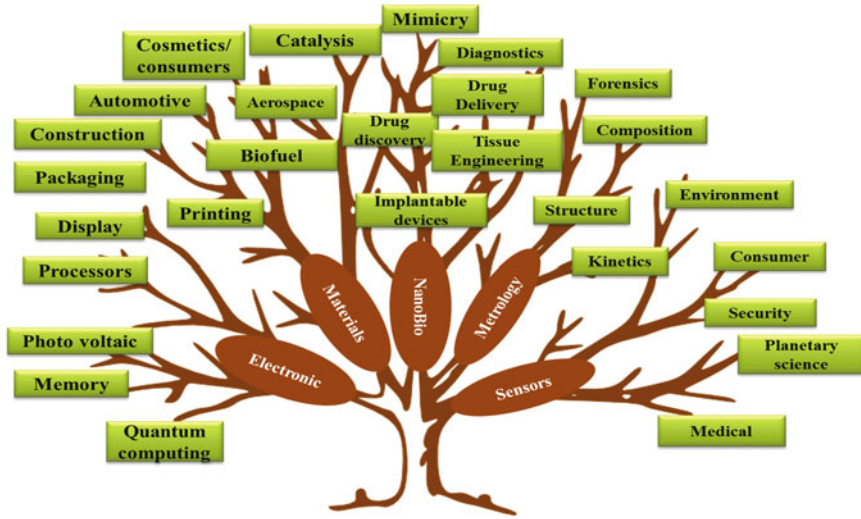 Mimicry
Cosmetics/
consumers
Catalysis
Diagnostics
Automotive
Aerospace
Drug
Delivery
Forensics
Construction
Drug
discovery
Composition
Biofuel
Tissue
Engineering
Packaging
Environment
Printing
Implantable
devices
Structure
Display
Kinetics
Consumer
Processors
Materials
NanoBio
Metrology
Security
Photo voltaic
Electronic
Sensors
Planetary
science
Memory
Quantum
computing
Medical